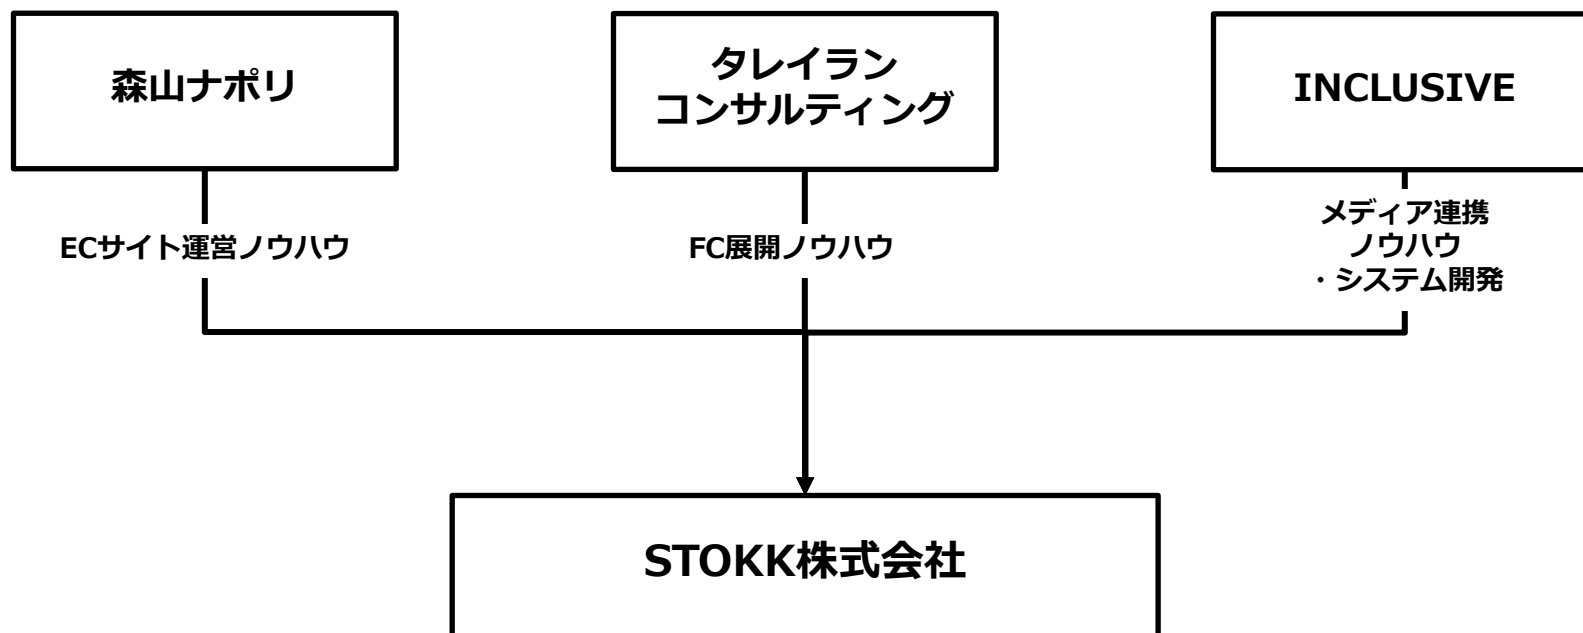 森山ナポリ
タレイラン
コンサルティング
INCLUSIVE
ECサイト運営ノウハウ
FC展開ノウハウ
メディア連携
ノウハウ
・システム開発
STOKK株式会社